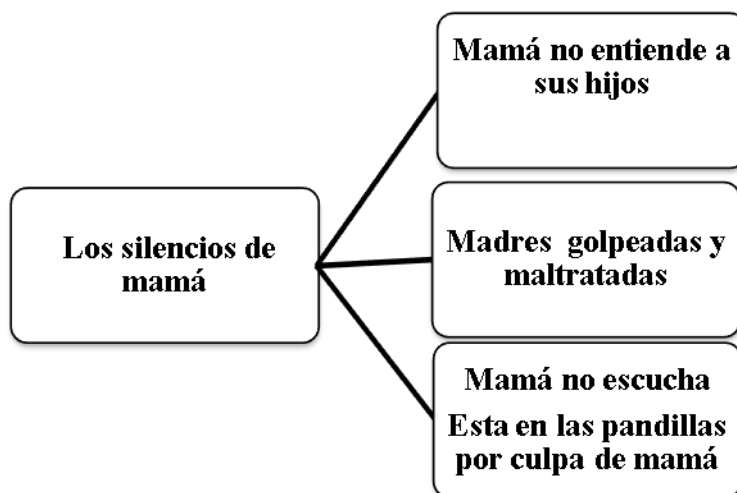 Los silencios de
mamá
Mamá no entiende a
sus hijos
Madres golpeadas y
maltratadas
Mamá no escucha
Esta en las pandillas
por culpa de mamá